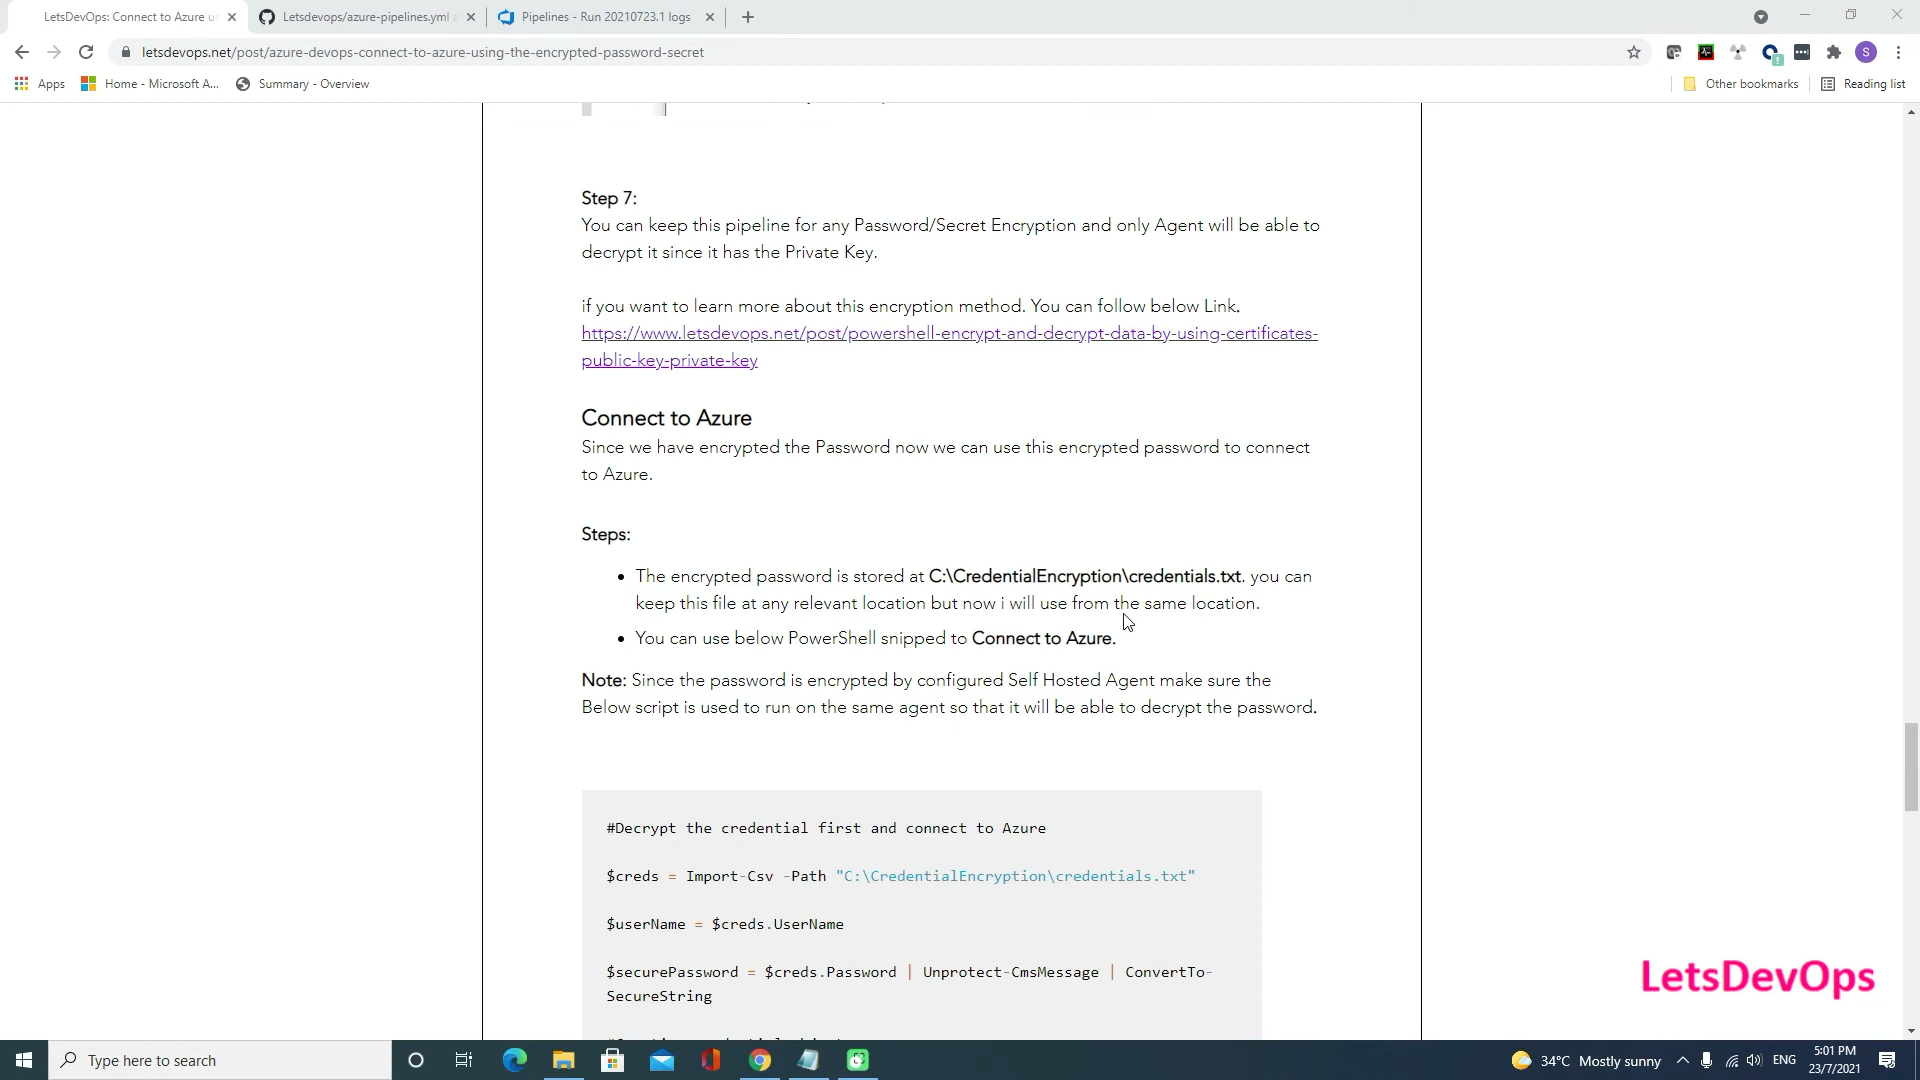 LetsDevOps: Connect to Azure us
Letsdevops/azure-pipelines.yml a
Pipelines - Run 20210723.1 logs
letsdevops.net/post/azure-devops-connect-to-azure-using-the-encrypted-password-secret
S
Apps
Home - Microsoft A...
Summary - Overview
Other bookmarks
Reading list
Step 7:
You can keep this pipeline for any Password/Secret Encryption and only Agent will be able to
decrypt it since it has the Private Key.
if you want to learn more about this encryption method. You can follow below Link.
https://www.letsdevops.net/post/powershell-encrypt-and-decrypt-data-by-using-certificates-
public-key-private-key
Connect to Azure
Since we have encrypted the Password now we can use this encrypted password to connect
to Azure.
Steps:
• The encrypted password is stored at C:\CredentialEncryption\credentials.txt. you can
keep this file at any relevant location but now i will use from the same location.
• You can use below PowerShell snipped to Connect to Azure.
Note: Since the password is encrypted by configured Self Hosted Agent make sure the
Below script is used to run on the same agent so that it will be able to decrypt the password.
#Decrypt the credential first and connect to Azure
$creds = Import-Csv -Path "C:\CredentialEncryption\credentials.txt"
$userName = $creds.UserName
$securePassword = $creds.Password | Unprotect-CmsMessage | ConvertTo-
SecureString
LetsDevOps
Type here to search
34°C Mostly sunny
ENG
5:01 PM
23/7/2021